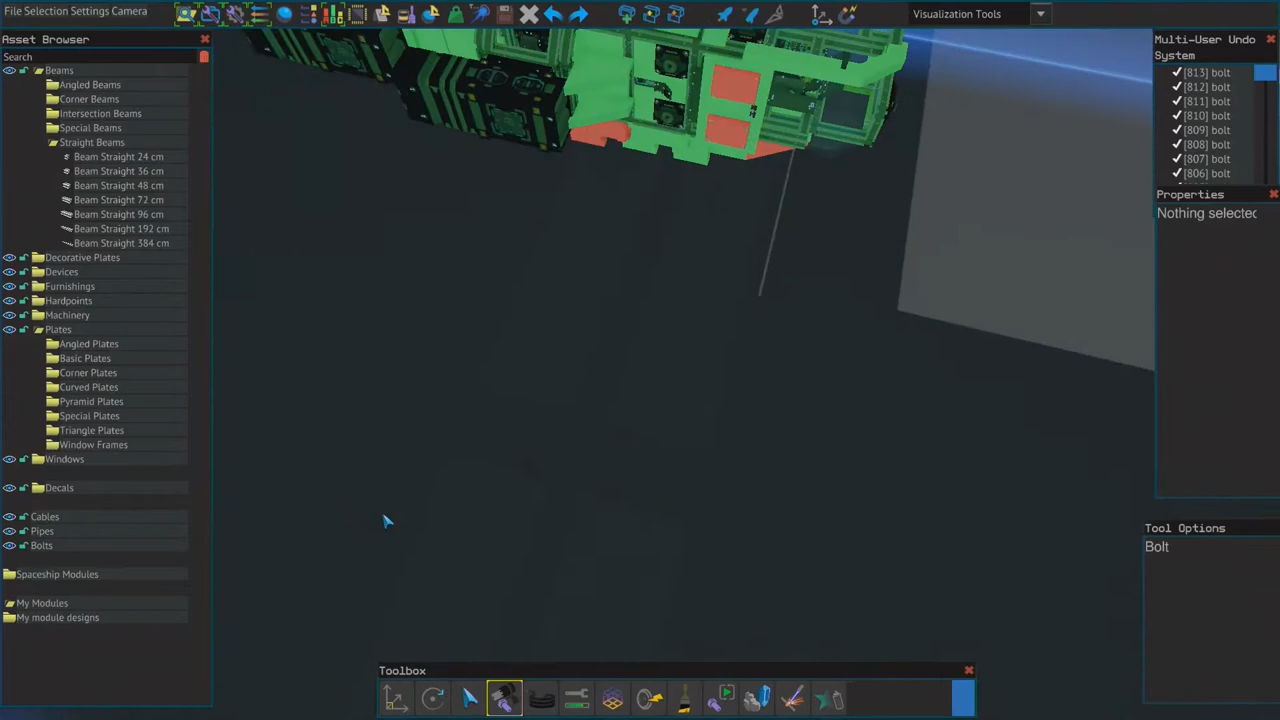 File Selection Settings Camera
Visualization Tools
Asset Browser
Search
Beams
Angled Beams
Corner Beams
Intersection Beams
Special Beams
Straight Beams
Beam Straight 24 cm
Beam Straight 36 cm
Beam Straight 48 cm
Beam Straight 72 cm
Beam Straight 96 cm
Beam Straight 192 cm
Beam Straight 384 cm
Decorative Plates
Devices
Furnishings
Hardpoints
Machinery
Plates
Angled Plates
Basic Plates
Corner Plates
Curved Plates
Pyramid Plates
Special Plates
Triangle Plates
Window Frames
Windows
Decals
Cables
Pipes
Bolts
Spaceship Modules
My Modules
My module designs
Multi-User Undo
System
[813] bolt
[812] bolt
[811] bolt
[810] bolt
[809] bolt
[808] bolt
[807] bolt
[806] bolt
Properties
Nothing selected
Tool Options
Bolt
Toolbox